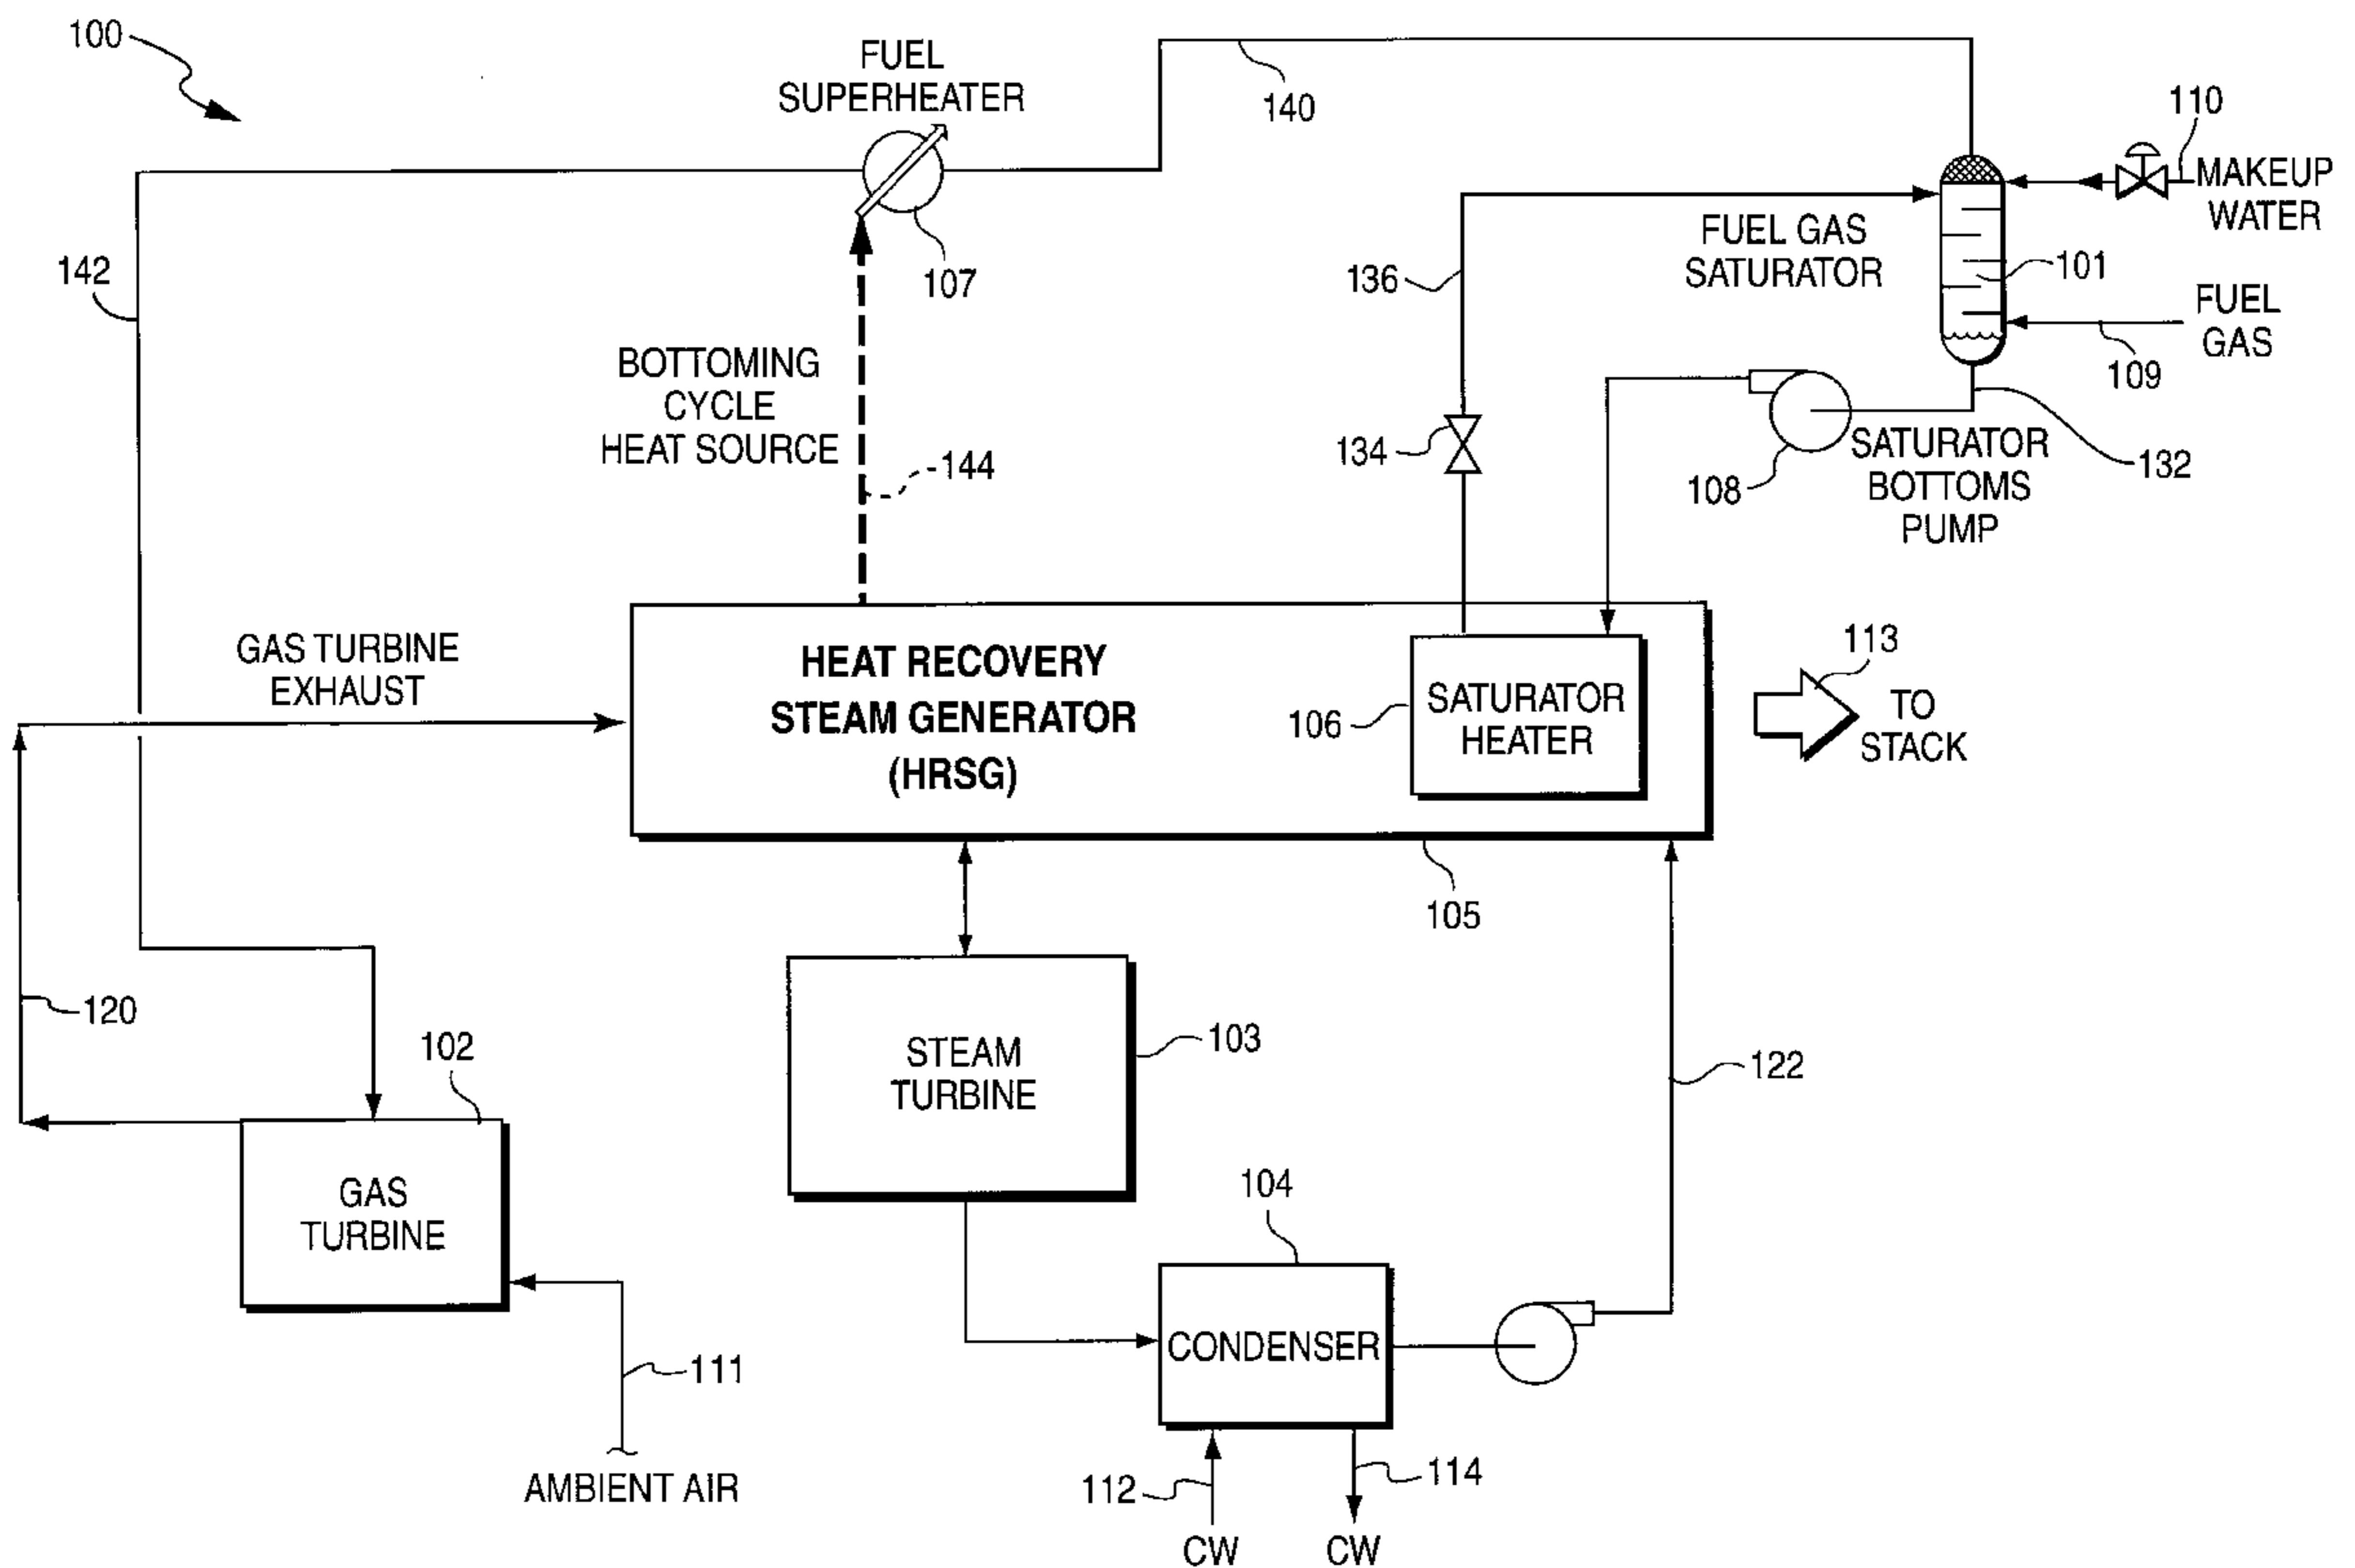 100
FUEL
SUPERHEATER
140
110
MAKEUP
WATER
142
107
136
FUEL GAS
SATURATOR
101
FUEL
GAS
109
BOTTOMING
CYCLE
HEAT SOURCE
144
134
108
SATURATOR
BOTTOMS
PUMP
132
GAS TURBINE
EXHAUST
HEAT RECOVERY
STEAM GENERATOR
(HRSG)
106
SATURATOR
HEATER
113
TO
STACK
105
120
102
GAS
TURBINE
STEAM
TURBINE
103
122
104
CONDENSER
111
AMBIENT AIR
112
CW
114
CW